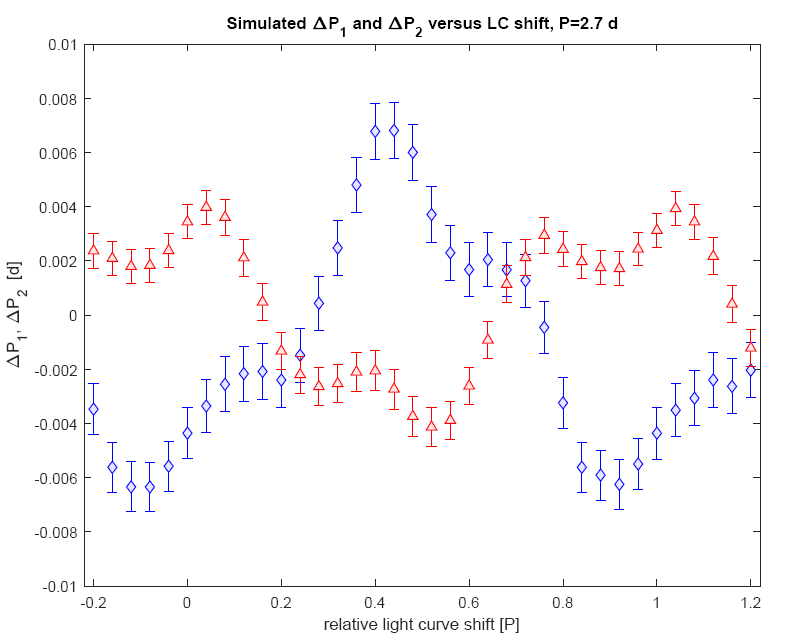 Simulated ΔP₁ and ΔP₂ versus LC shift, P=2.7 d
0.01
0.008
0.006
0.004
0.002
0
-0.002
-0.004
-0.006
-0.008
-0.01
ΔP₁, ΔP₂ [d]
-0.2 0 0.2 0.4 0.6 0.8 1 1.2
relative light curve shift [P]